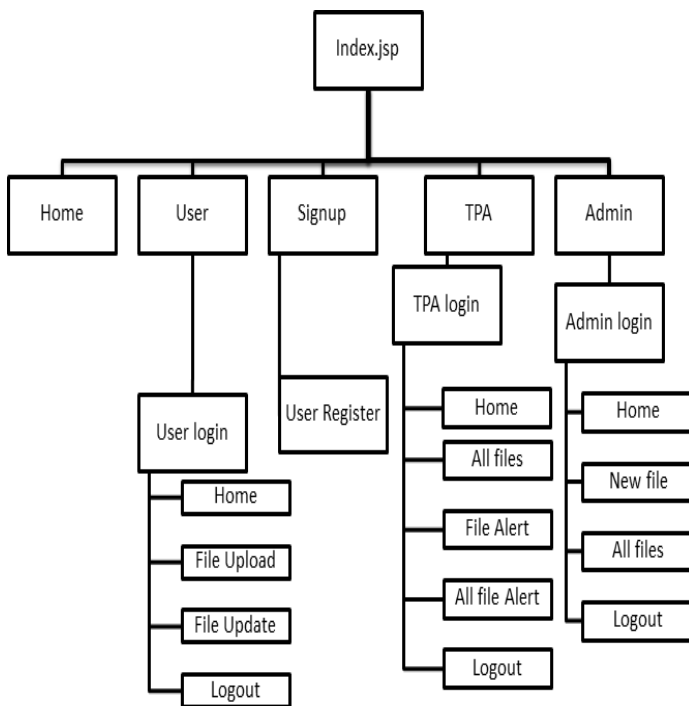 Index.jsp
Home
User
Signup
TPA
Admin
TPA login
Admin login
User login
User Register
Home
File Upload
File Update
Logout
Home
All files
File Alert
All file Alert
Logout
Home
New file
All files
Logout